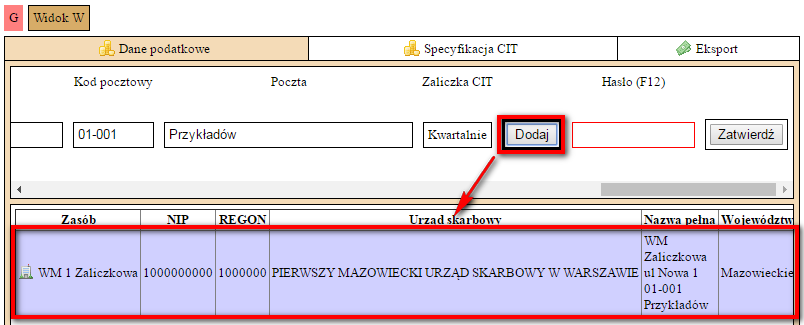 G Widok W
Dane podatkowe Specyfikacja CIT Eksport
Kod pocztowy Poczta Zaliczka CIT Hasło (F12)
01-001 Przykładów Kwartalnie Dodaj Zatwierdź
Zasób NIP REGON Urząd skarbowy Nazwa pełna Województw
WM
Zaliczkowa
WM 1 Zaliczkowa 1000000000 1000000 PIERWSZY MAZOWIECKI URZĄD SKARBOWY W WARSZAWIE ul Nowa 1 Mazowieckie
01-001
Przykładów